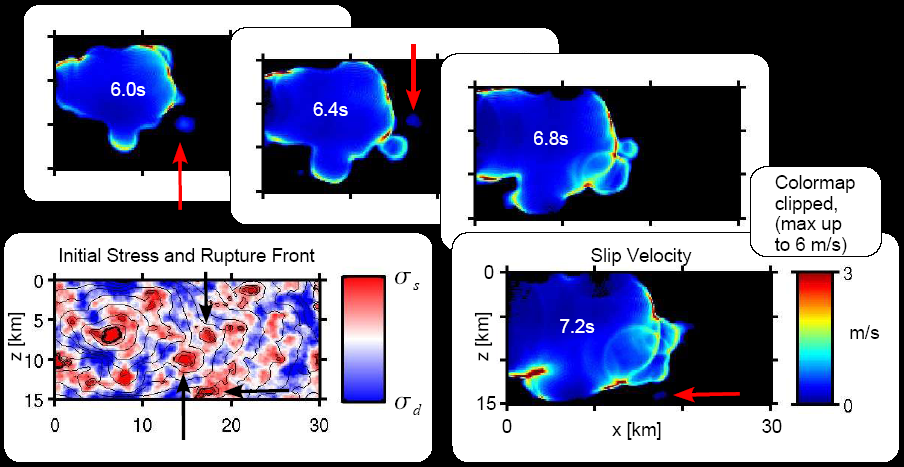 6.0s
6.4s
6.8s
Colormap
clipped,
(max up
to 6 m/s)
Initial Stress and Rupture Front
0
5
10
15
z [km]
0 10 20 30
σs
σd
Slip Velocity
7.2s
0
15
z [km]
0 30
x [km]
3
m/s
0